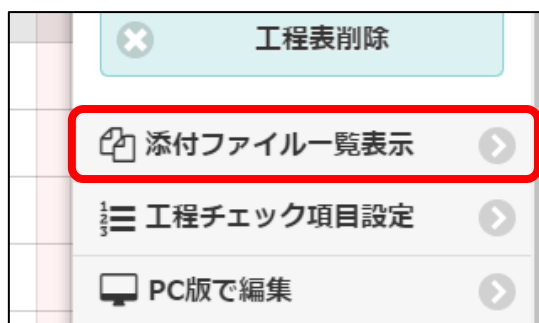 工程表削除
添付ファイル一覧表示
工程チェック項目設定
PC版で編集